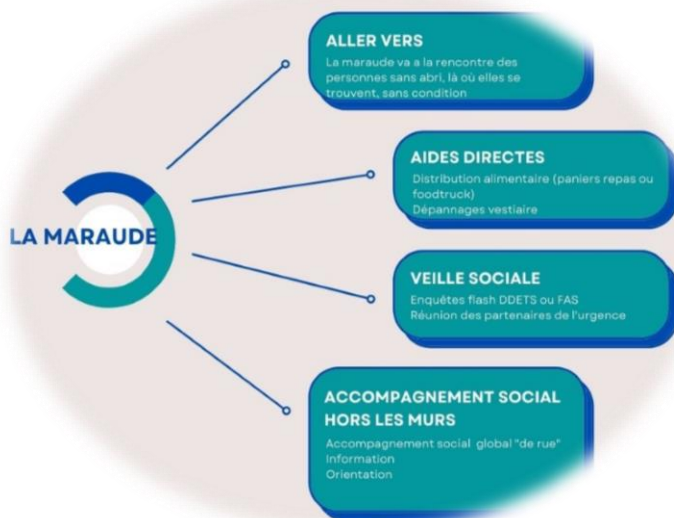 ALLER VERS
La maraude va a la rencontre des
personnes sans abri, là où elles se
trouvent, sans condition
AIDES DIRECTES
Distribution alimentaire (paniers repas ou
foodtruck)
Dépannages vestiaire
LA MARAUDE
VEILLE SOCIALE
Enquêtes flash DDETS ou FAS
Réunion des partenaires de l'urgence
ACCOMPAGNEMENT SOCIAL
HORS LES MURS
Accompagnement social global "de rue"
Information
Orientation